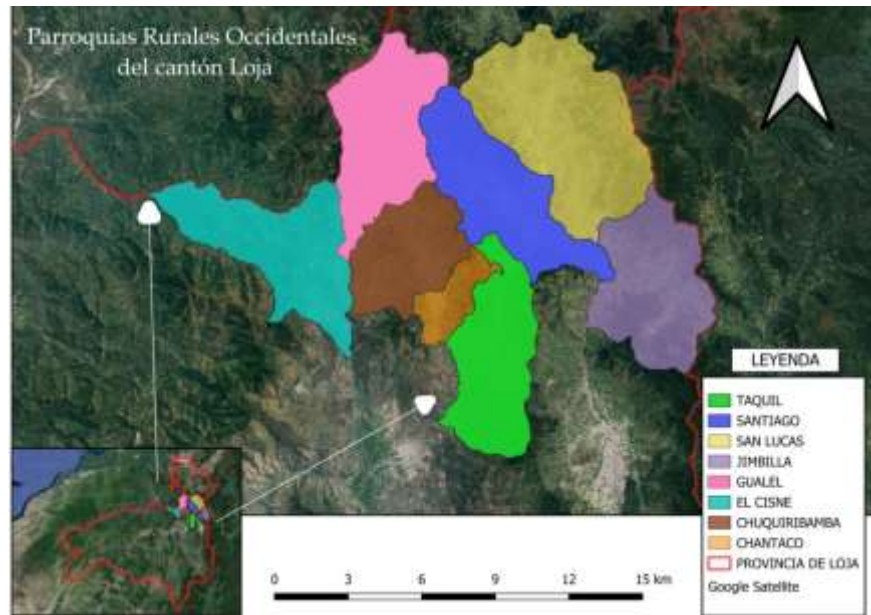 Parroquias Rurales Occidentales
del cantón Loja
LEYENDA
TAQUIL
SANTIAGO
SAN LUCAS
JIMBILLA
GUALEL
EL CISNE
CHUQUIRIBAMBA
CHANTACO
PROVINCIA DE LOJA
Google Satellite
0 3 6 9 12 15 km